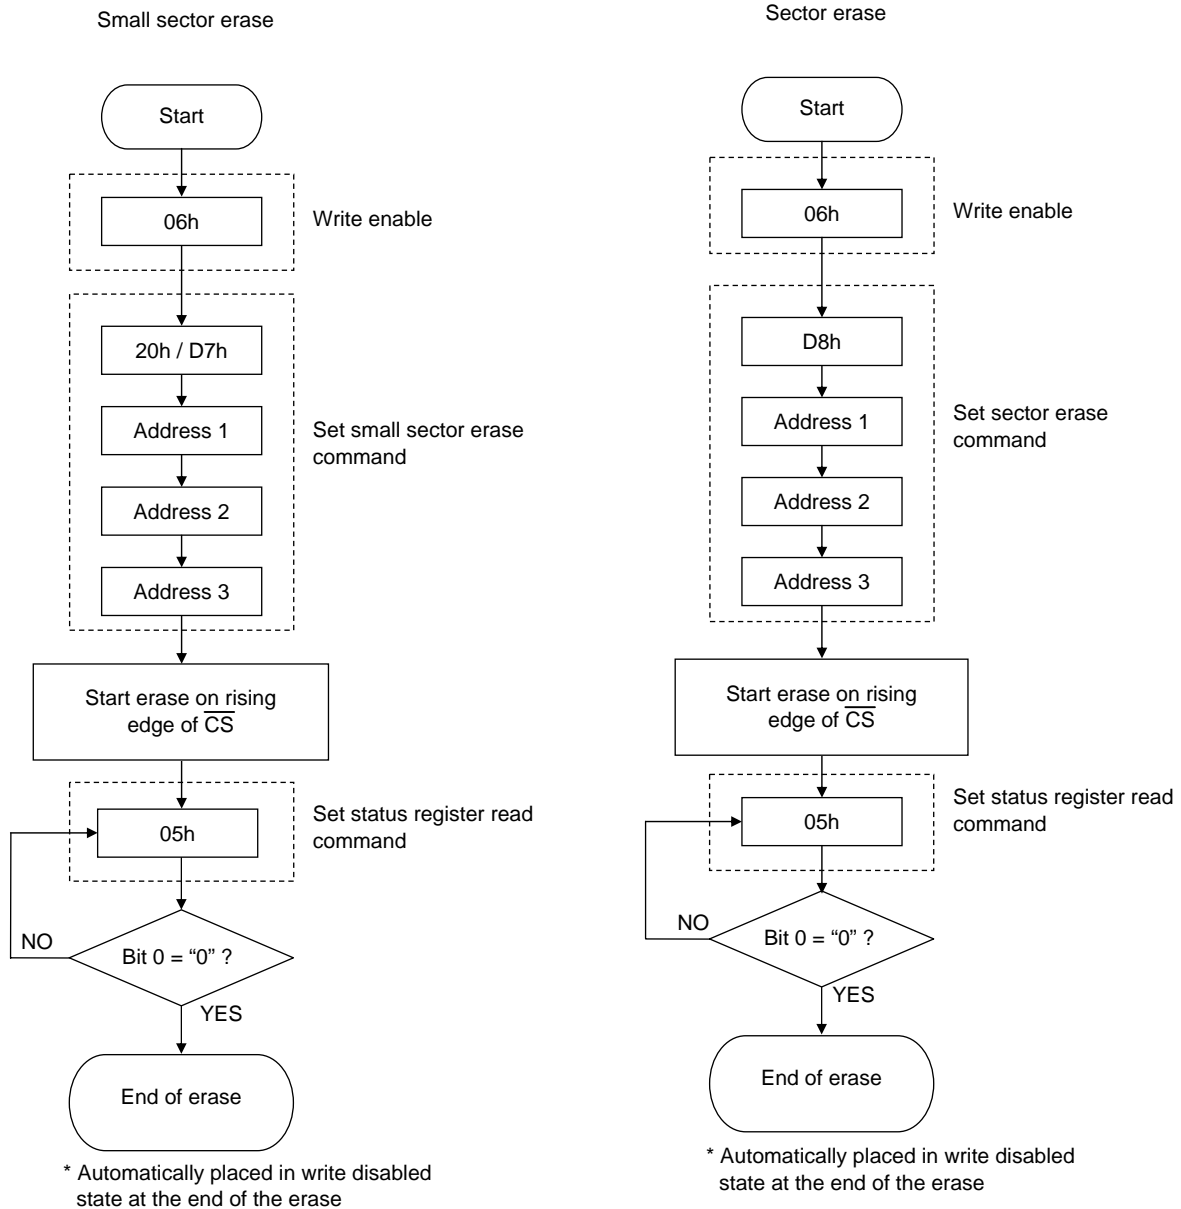 Small sector erase
Start
06h
Write enable
20h / D7h
Address 1
Set small sector erase
command
Address 2
Address 3
Start erase on rising
edge of C̅S̅
05h
Set status register read
command
NO
Bit 0 = “0” ?
YES
End of erase
* Automatically placed in write disabled
state at the end of the erase
Sector erase
Start
06h
Write enable
D8h
Address 1
Set sector erase
command
Address 2
Address 3
Start erase on rising
edge of C̅S̅
05h
Set status register read
command
NO
Bit 0 = “0” ?
YES
End of erase
* Automatically placed in write disabled
state at the end of the erase